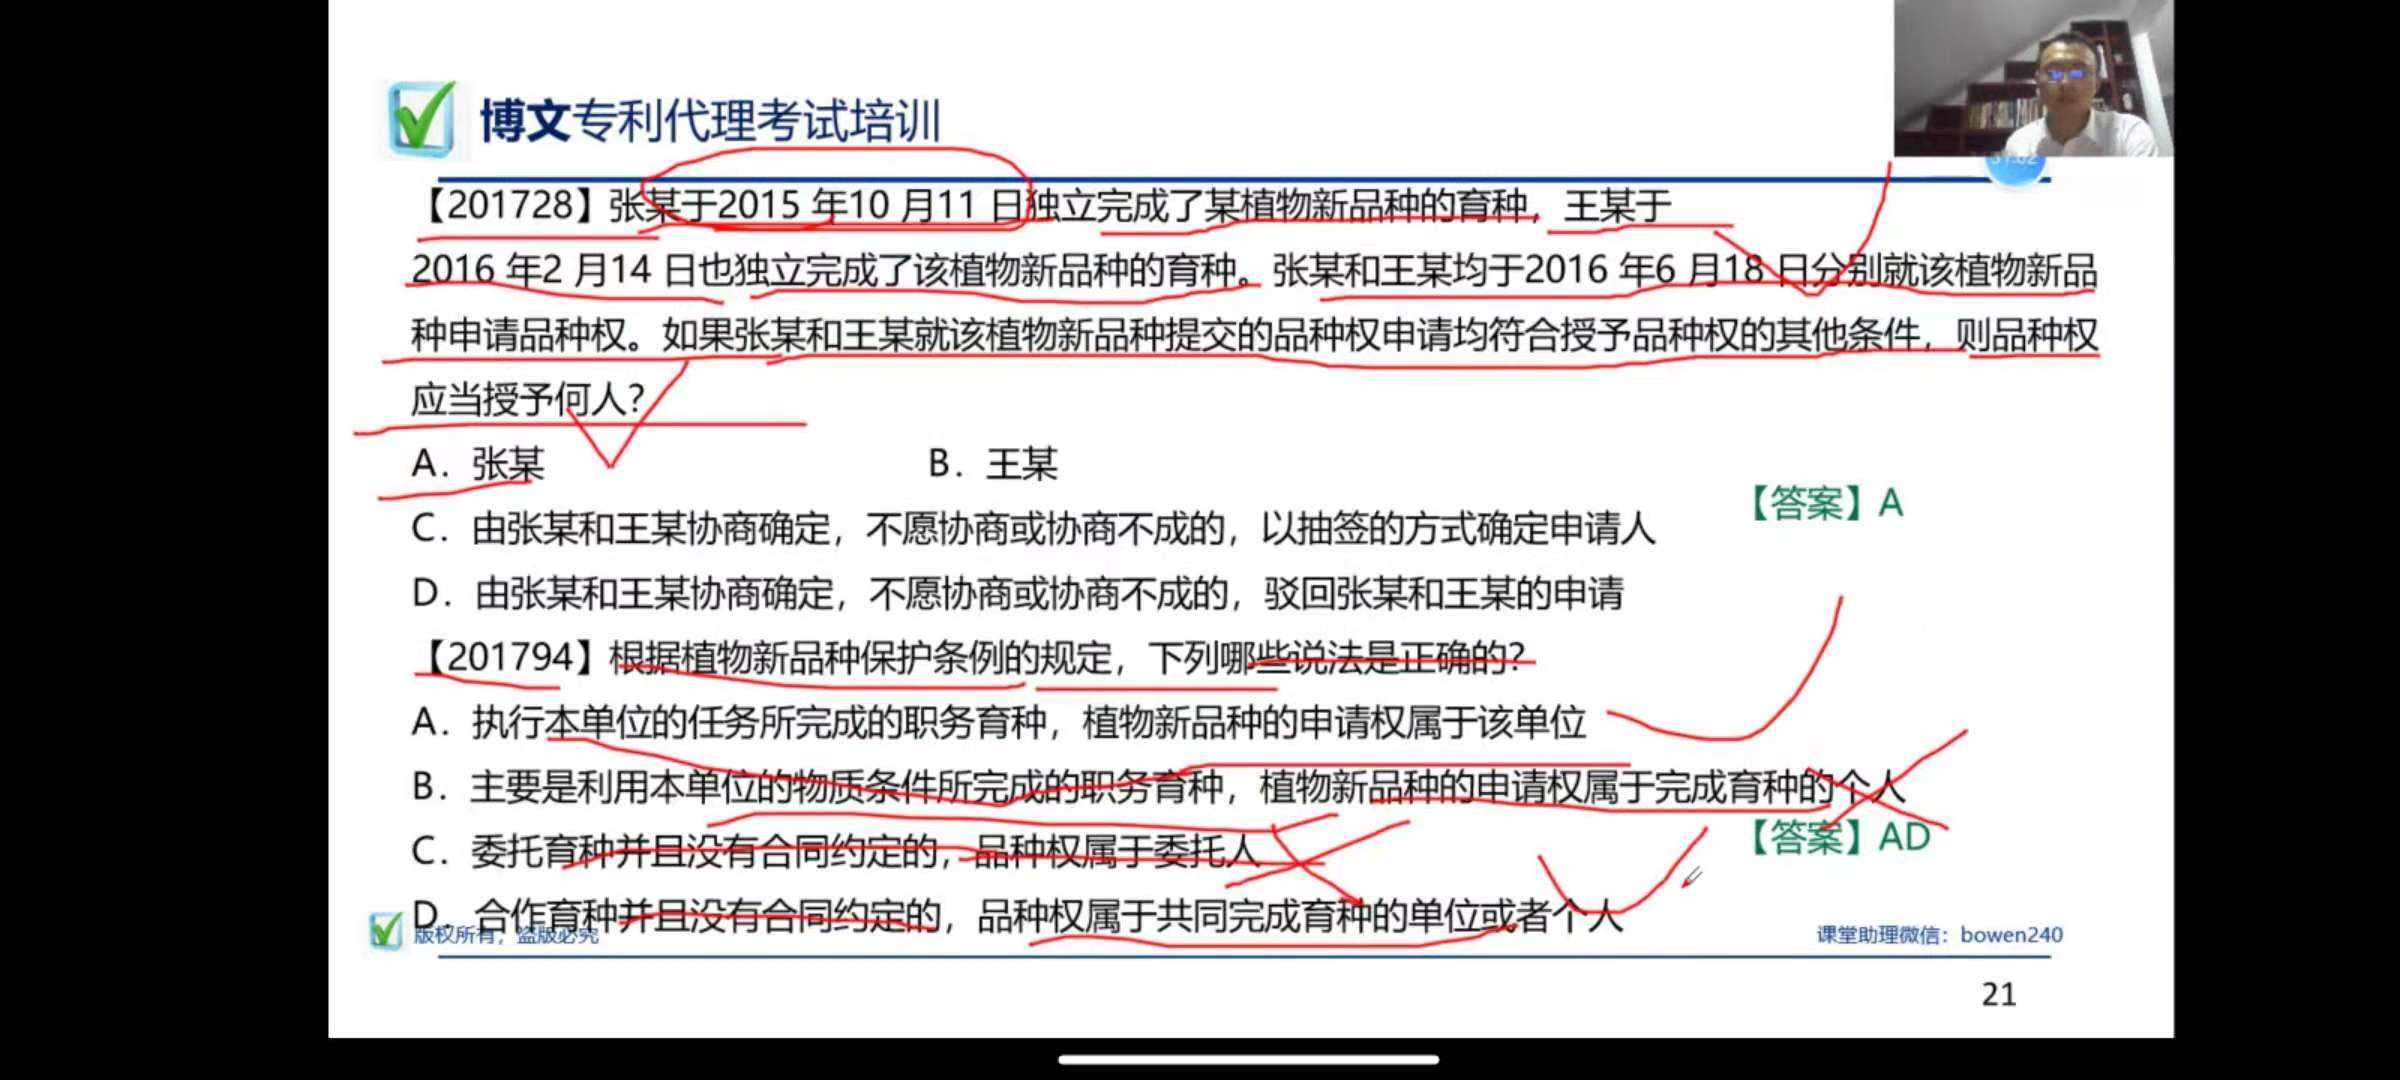 博文专利代理考试培训
【201728】张某于2015 年10 月11 日独立完成了某植物新品种的育种，王某于
2016 年2 月14 日也独立完成了该植物新品种的育种。张某和王某均于2016 年6 月18 日分别就该植物新品
种申请品种权。如果张某和王某就该植物新品种提交的品种权申请均符合授予品种权的其他条件，则品种权
应当授予何人？
A．张某
B．王某
【答案】A
C．由张某和王某协商确定，不愿协商或协商不成的，以抽签的方式确定申请人
D．由张某和王某协商确定，不愿协商或协商不成的，驳回张某和王某的申请
【201794】根据植物新品种保护条例的规定，下列哪些说法是正确的？
A．执行本单位的任务所完成的职务育种，植物新品种的申请权属于该单位
B．主要是利用本单位的物质条件所完成的职务育种，植物新品种的申请权属于完成育种的个人
C．委托育种并且没有合同约定的，品种权属于委托人
【答案】AD
D．合作育种并且没有合同约定的，品种权属于共同完成育种的单位或者个人
版权所有，盗版必究
课堂助理微信：bowen240
21